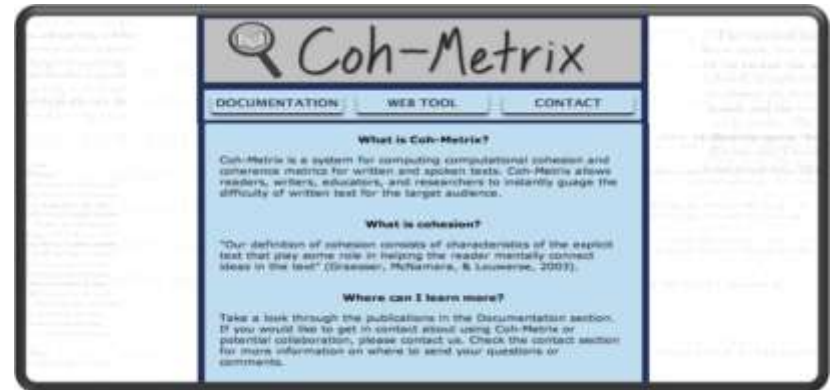 Coh-Metrix
DOCUMENTATION WEB TOOL CONTACT
What is Coh-Metrix?
Coh-Metrix is a system for computing computational cohesion and
coherence metrics for written and spoken texts. Coh-Metrix allows
readers, writers, educators, and researchers to instantly guage the
difficulty of written text for the target audience.
What is cohesion?
"Our definition of cohesion consists of characteristics of the explicit
text that play some role in helping the reader mentally connect
ideas in the text" (Graesser, McNamara, & Louwerse, 2003).
Where can I learn more?
Take a look through the publications in the Documentation section.
If you would like to get in contact about using Coh-Metrix or
potential collaboration, please contact us. Check the contact section
for more information on where to send your questions or
comments.